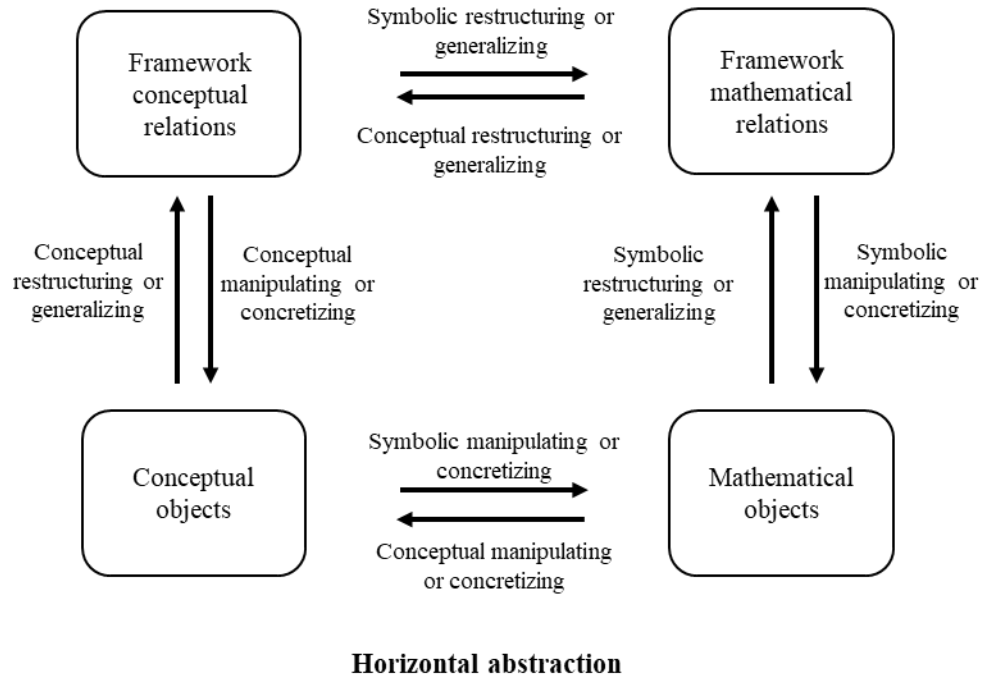 Symbolic restructuring or
generalizing
Framework
conceptual
relations
Framework
mathematical
relations
Conceptual restructuring or
generalizing
Conceptual
restructuring or
generalizing
Conceptual
manipulating or
concretizing
Symbolic
restructuring or
generalizing
Symbolic
manipulating or
concretizing
Symbolic manipulating or
concretizing
Conceptual
objects
Mathematical
objects
Conceptual manipulating
or concretizing
Horizontal abstraction